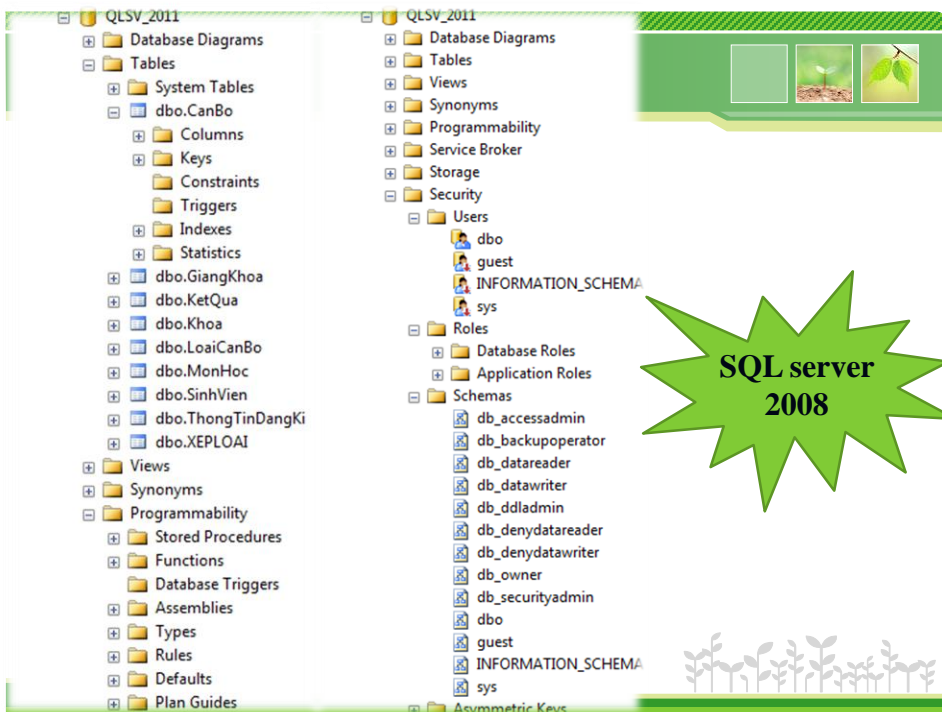 QLSV_2011
Database Diagrams
Tables
System Tables
dbo.CanBo
Columns
Keys
Constraints
Triggers
Indexes
Statistics
dbo.GiangKhoa
dbo.KetQua
dbo.Khoa
dbo.LoaiCanBo
dbo.MonHoc
dbo.SinhVien
dbo.ThongTinDangKi
dbo.XEPLOAI
Views
Synonyms
Programmability
Stored Procedures
Functions
Database Triggers
Assemblies
Types
Rules
Defaults
Plan Guides
QLSV_2011
Database Diagrams
Tables
Views
Synonyms
Programmability
Service Broker
Storage
Security
Users
dbo
guest
INFORMATION_SCHEMA
sys
Roles
Database Roles
Application Roles
Schemas
db_accessadmin
db_backupoperator
db_datareader
db_datawriter
db_ddladmin
db_denydatareader
db_denydatawriter
db_owner
db_securityadmin
dbo
guest
INFORMATION_SCHEMA
sys
Asymmetric Keys
SQL server
2008